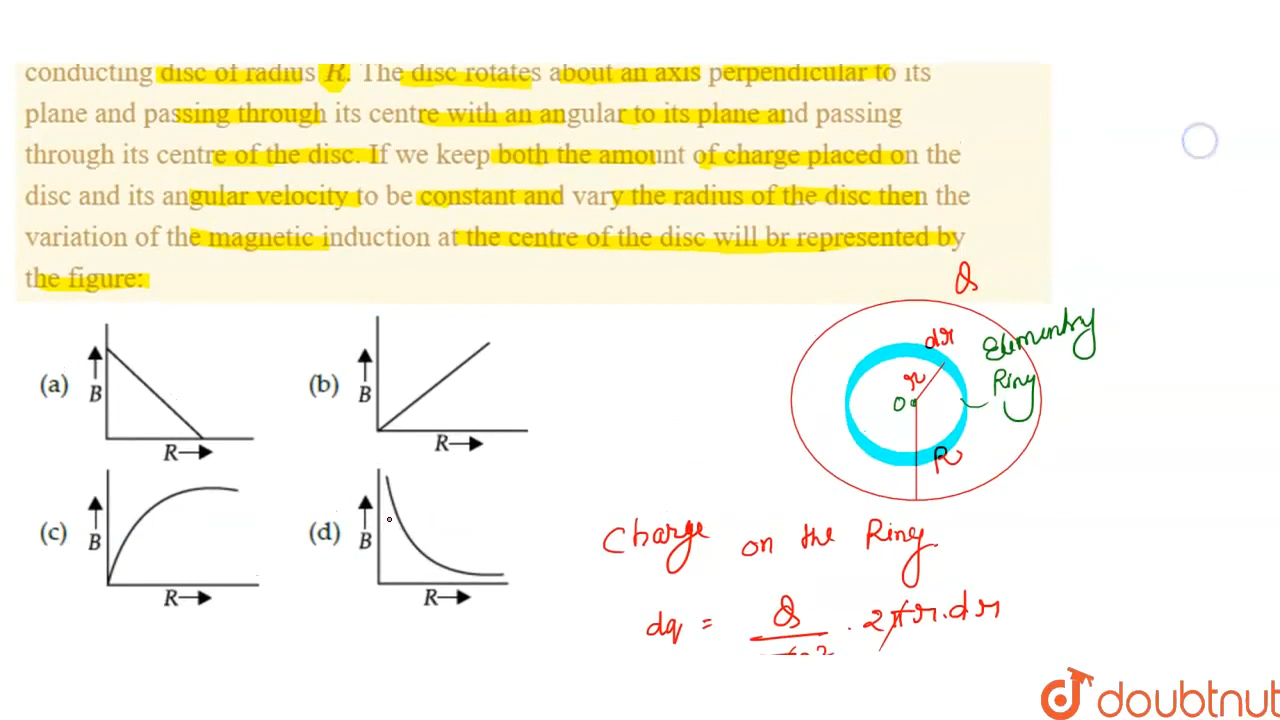 conducting disc of radius R. The disc rotates about an axis perpendicular to its
plane and passing through its centre with an angular to its plane and passing
through its centre of the disc. If we keep both the amount of charge placed on the
disc and its angular velocity to be constant and vary the radius of the disc then the
variation of the magnetic induction at the centre of the disc will br represented by
the figure:
(a)
B
R
(b)
B
R
(c)
B
R
(d)
B
R
Q
dr
Elementry
Ring
r
O
R
Charge on the Ring
dq = Q . 2πr.dr
doubtnut